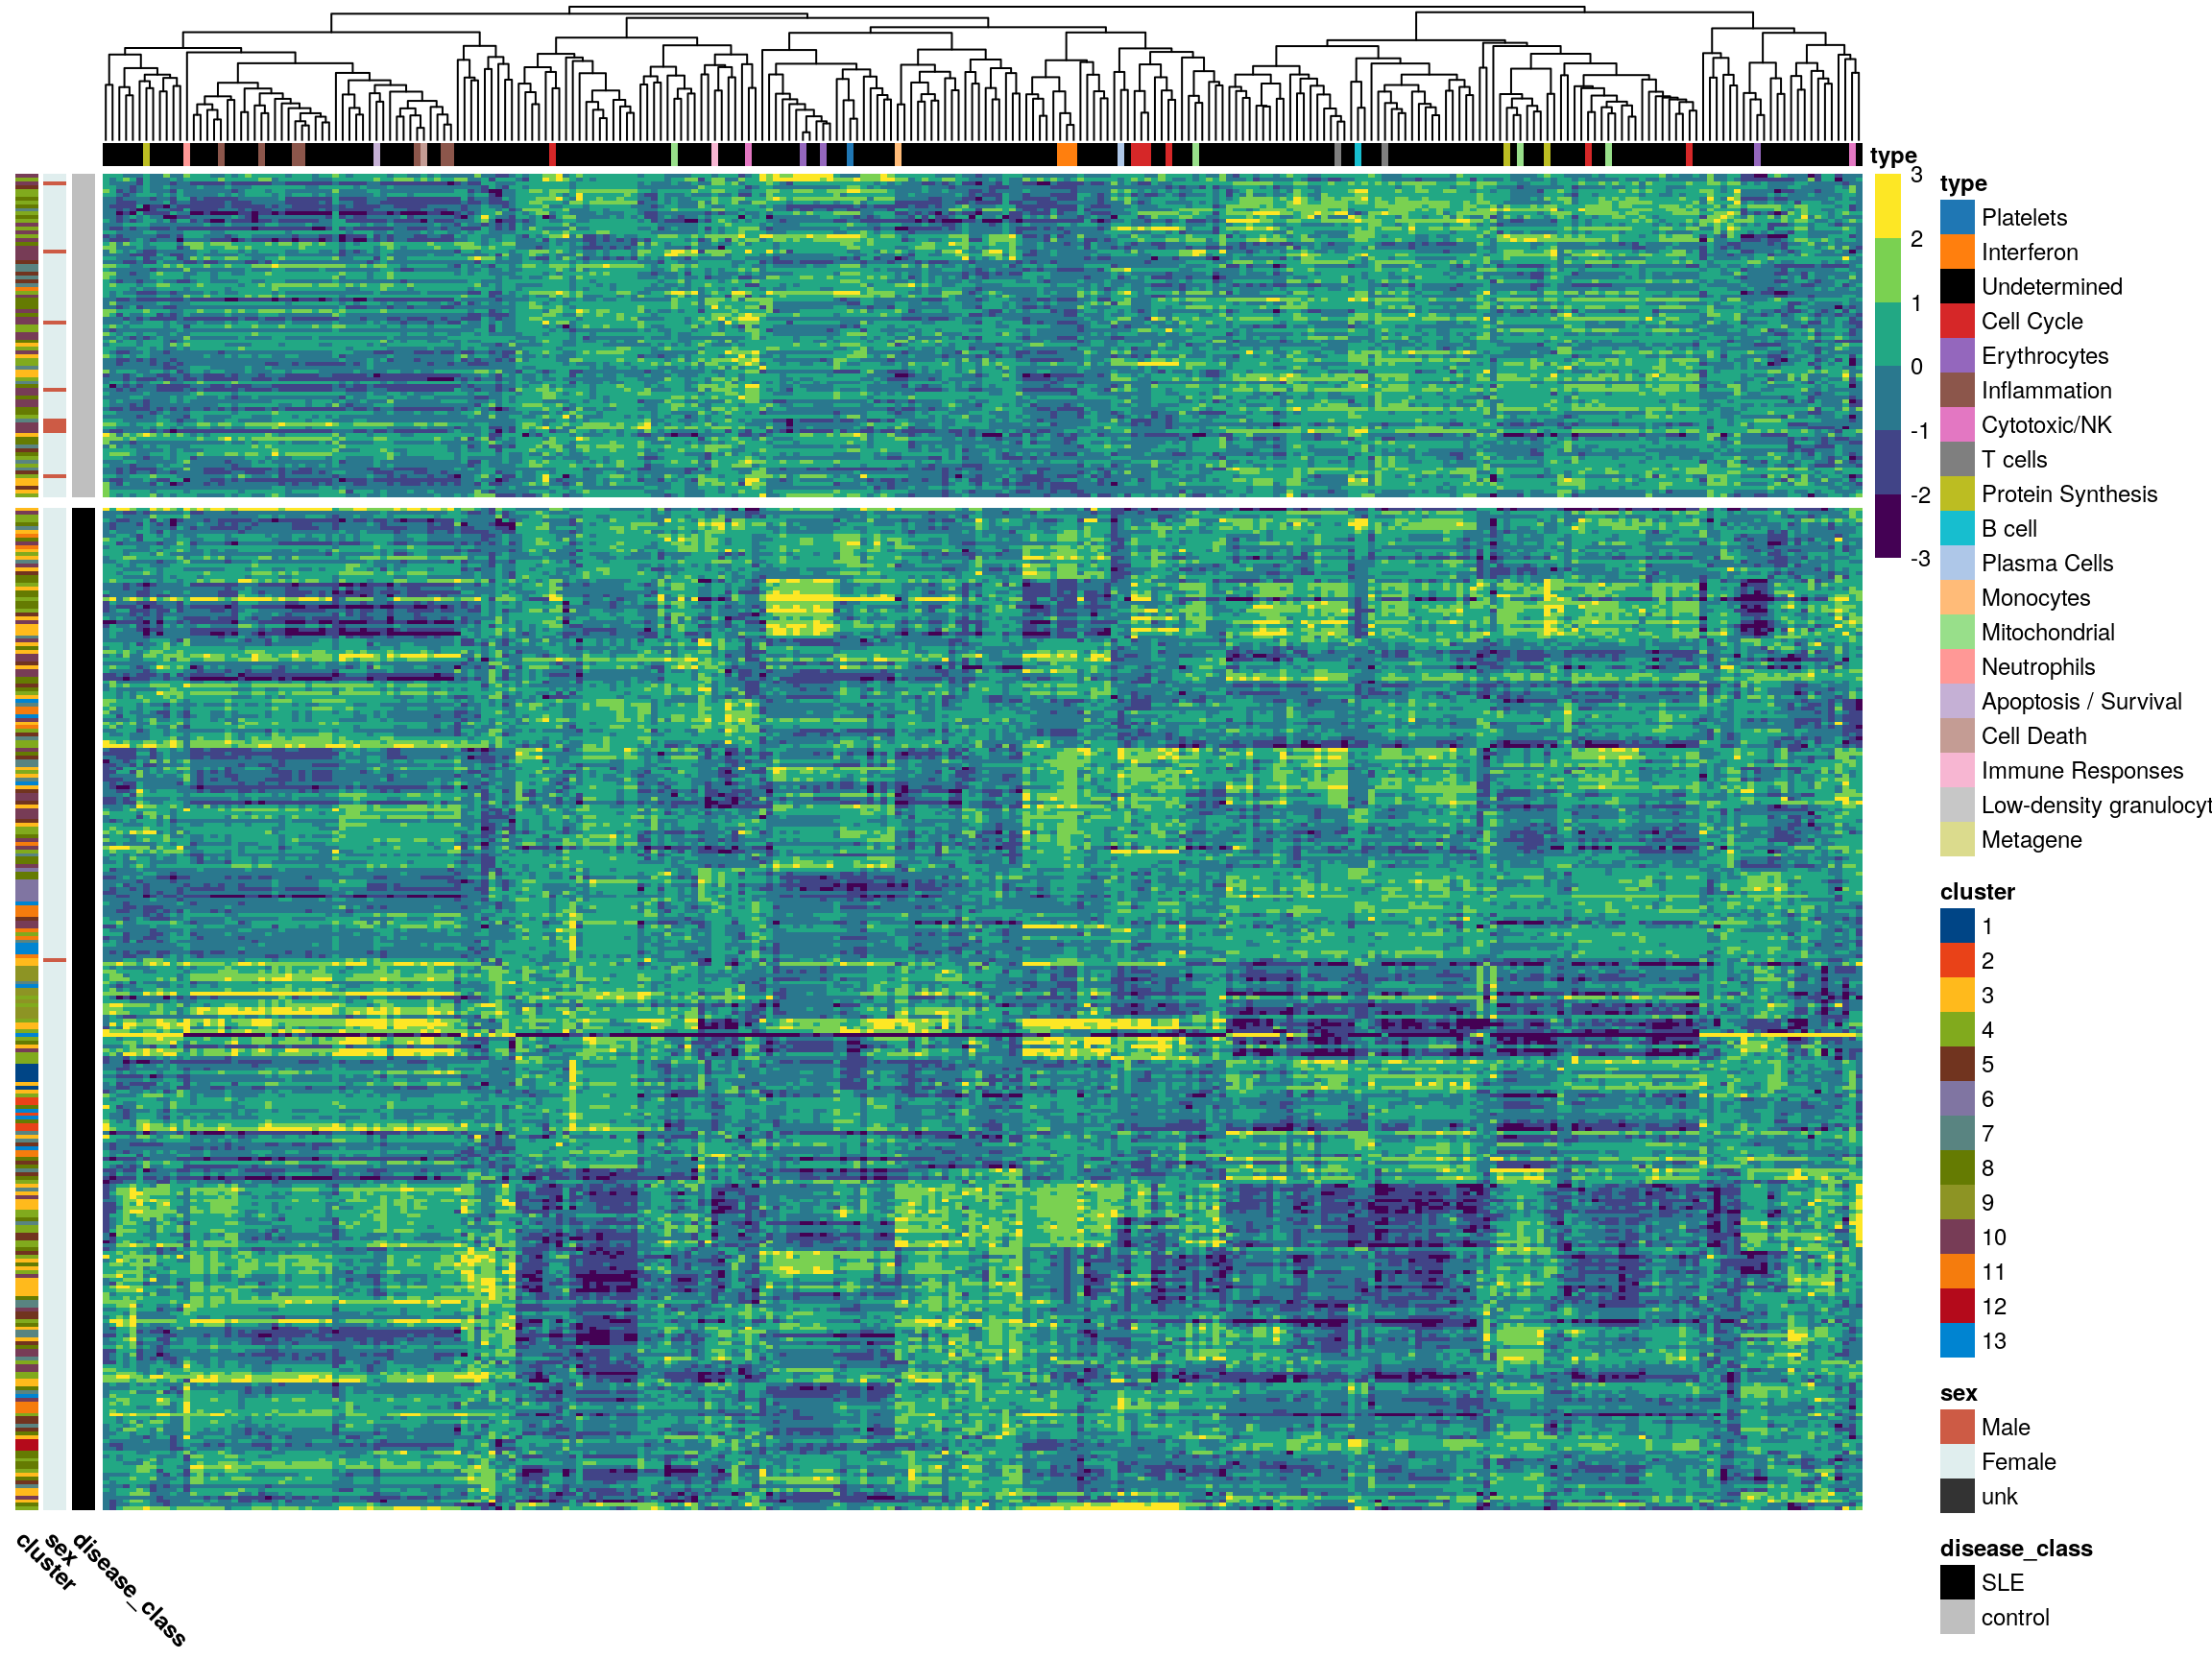 type
3
2
1
0
-1
-2
-3
type
Platelets
Interferon
Undetermined
Cell Cycle
Erythrocytes
Inflammation
Cytotoxic/NK
T cells
Protein Synthesis
B cell
Plasma Cells
Monocytes
Mitochondrial
Neutrophils
Apoptosis / Survival
Cell Death
Immune Responses
Low-density granulocyt
Metagene
cluster
1
2
3
4
5
6
7
8
9
10
11
12
13
sex
Male
Female
unk
disease_class
SLE
control
cluster
sex
disease_class